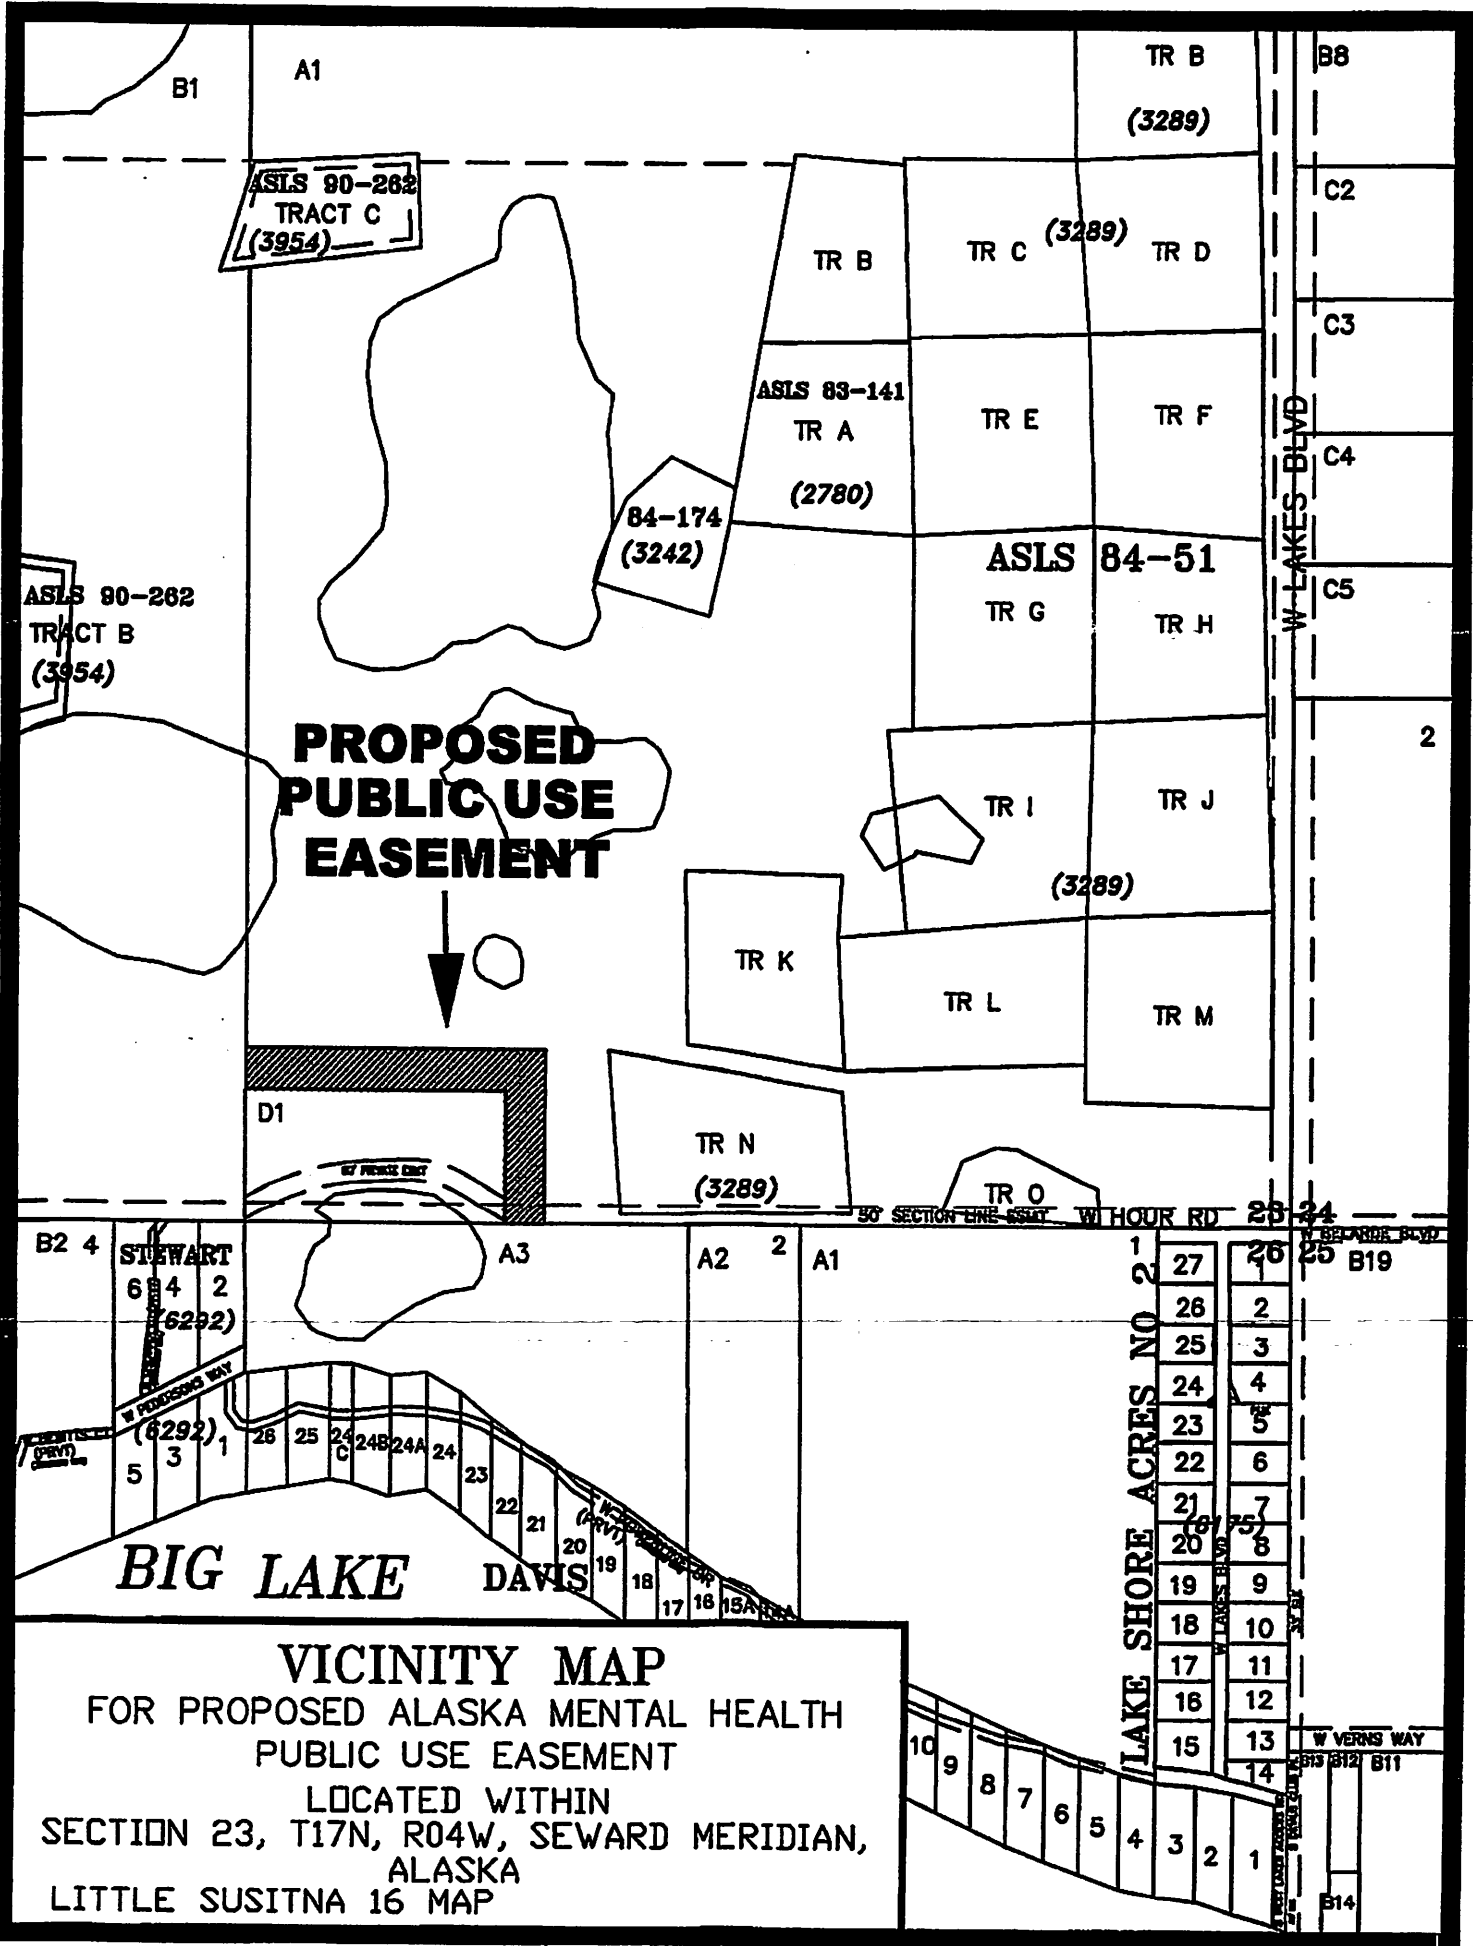 B1
A1
TR B
(3289)
B8
ASLS 90-262
TRACT C
(3954)
TR B
TR C
(3289)
TR D
C2
C3
ASLS 83-141
TR A
(2780)
TR E
TR F
W LAKES BLVD
C4
84-174
(3242)
ASLS 84-51
TR G
TR H
C5
ASLS 90-262
TRACT B
(3954)
2
PROPOSED
PUBLIC USE
EASEMENT
TR I
TR J
(3289)
TR K
TR L
TR M
D1
TR N
(3289)
TR O
50' SECTION LINE ESMT
W HOUR RD
23 24
26 25
W BELARDE BLVD
B19
B2
4
STEWART
6
4
2
(6292)
A3
A2
2
A1
1
W PEDERSONS WAY
(6292)
(PRVT)
5
3
1
26
25
24C
24B
24A
24
23
22
21
20
19
18
17
16
15A
14A
(PRVT)
BIG LAKE
DAVIS
LAKE SHORE ACRES NO 2
27
26
25
24
23
22
21
20
19
18
17
16
15
(6175)
W LAKES BLVD
1
2
3
4
5
6
7
8
9
10
11
12
13
14
W VERNS WAY
B13
B12
B11
B14
10
9
8
7
6
5
4
3
2
1
VICINITY MAP
FOR PROPOSED ALASKA MENTAL HEALTH
PUBLIC USE EASEMENT
LOCATED WITHIN
SECTION 23, T17N, R04W, SEWARD MERIDIAN,
ALASKA
LITTLE SUSITNA 16 MAP